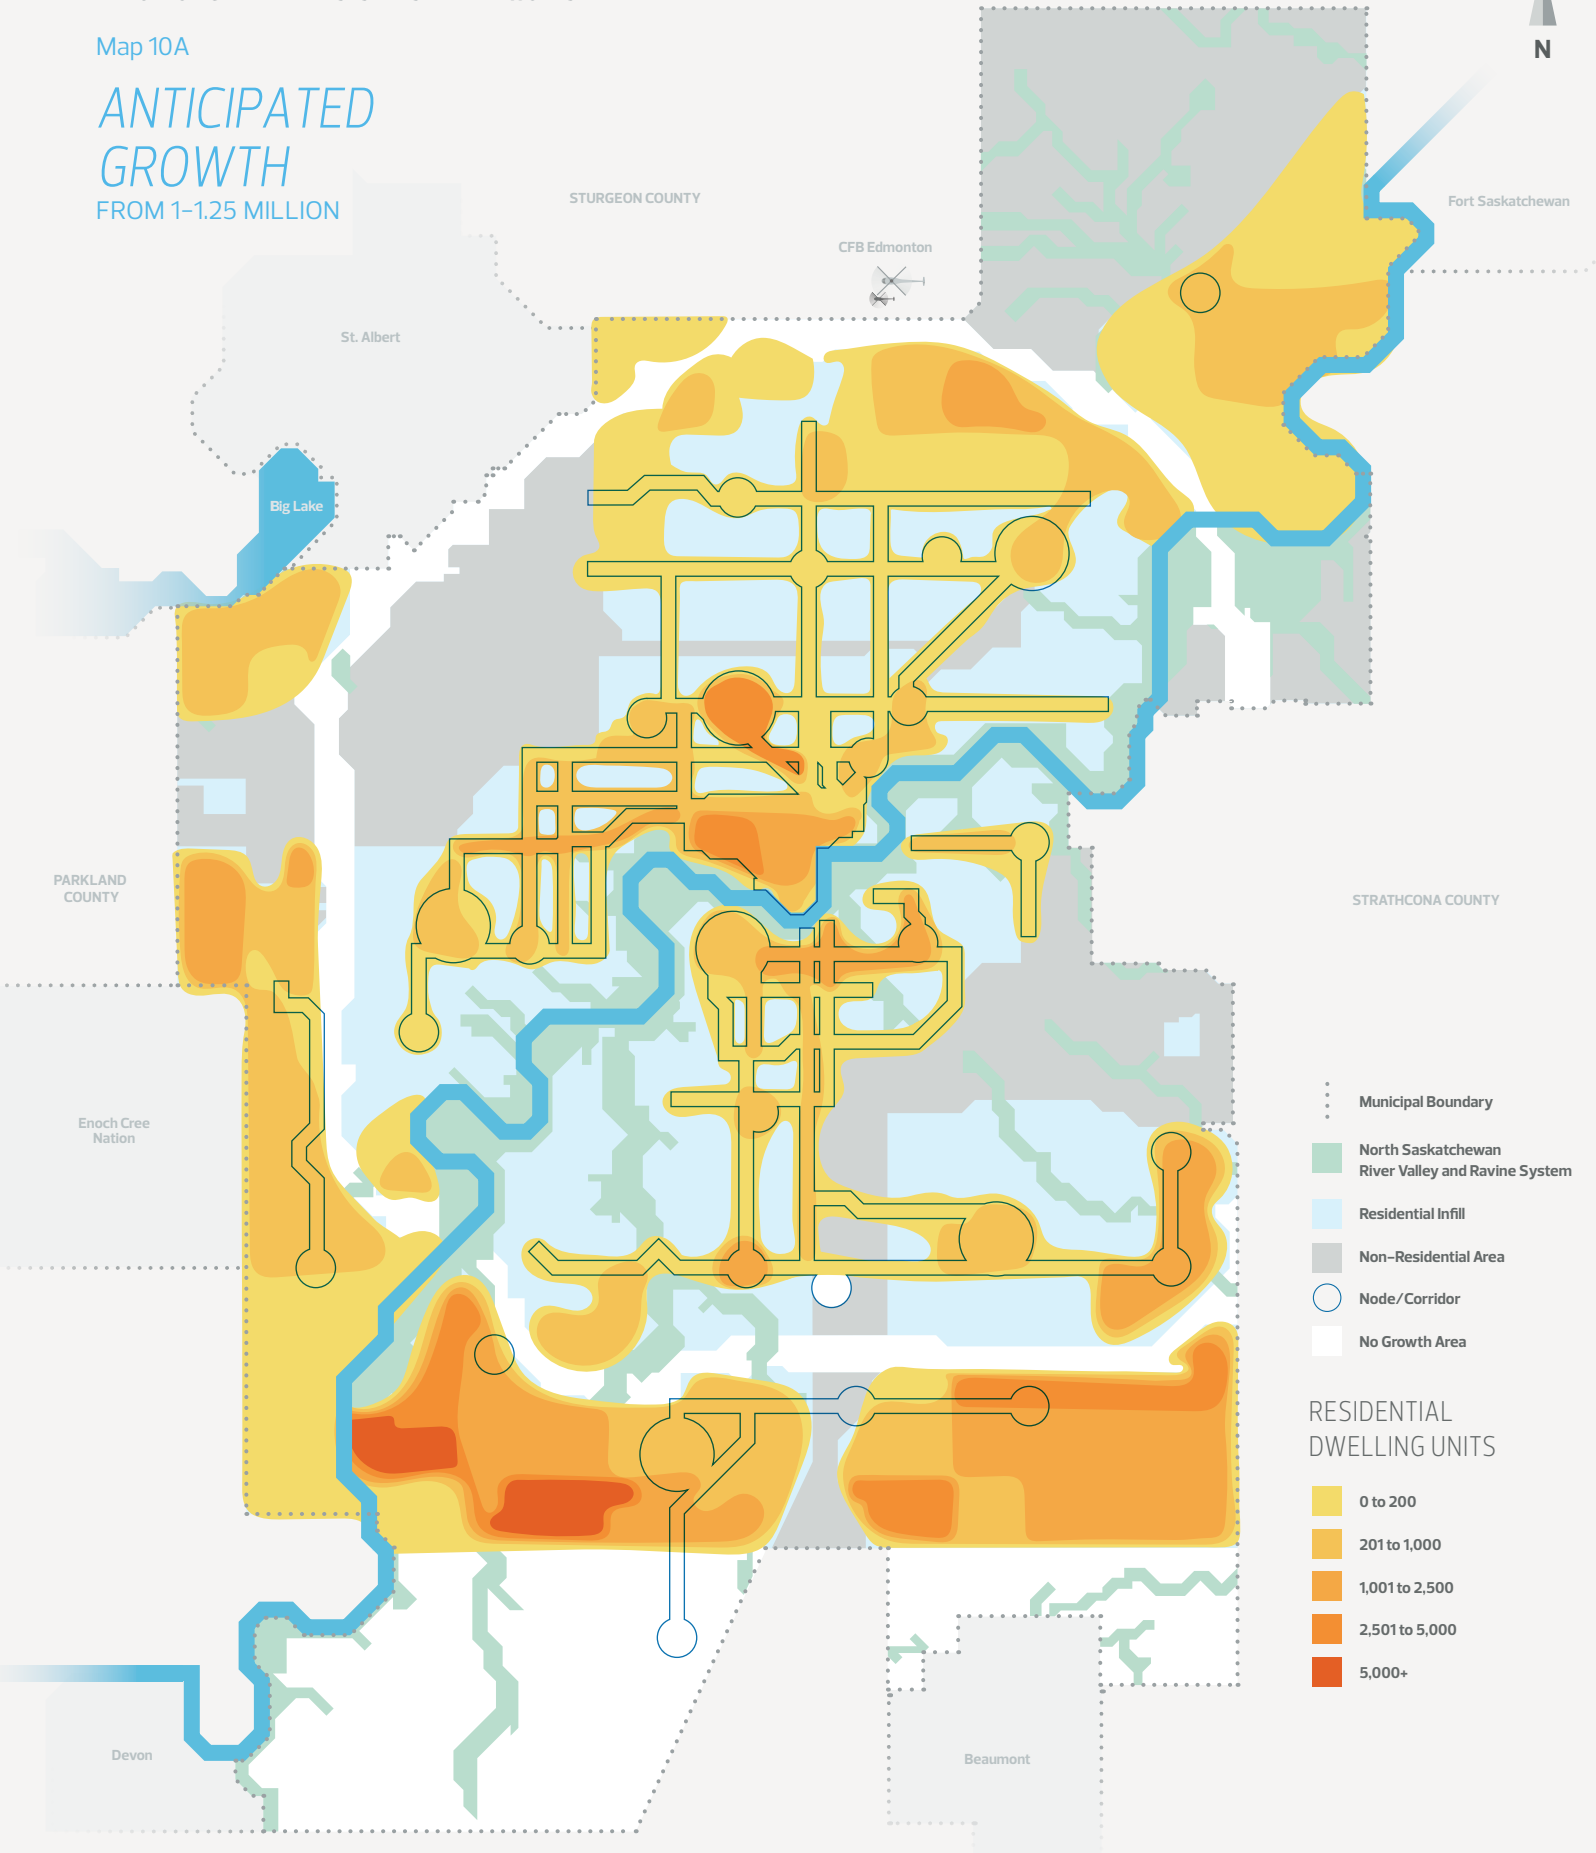 Map 10A
ANTICIPATED
GROWTH
FROM 1–1.25 MILLION
N
STURGEON COUNTY
Fort Saskatchewan
CFB Edmonton
St. Albert
Big Lake
PARKLAND
COUNTY
STRATHCONA COUNTY
Enoch Cree
Nation
Devon
Beaumont
Municipal Boundary
North Saskatchewan
River Valley and Ravine System
Residential Infill
Non-Residential Area
Node/Corridor
No Growth Area
RESIDENTIAL
DWELLING UNITS
0 to 200
201 to 1,000
1,001 to 2,500
2,501 to 5,000
5,000+